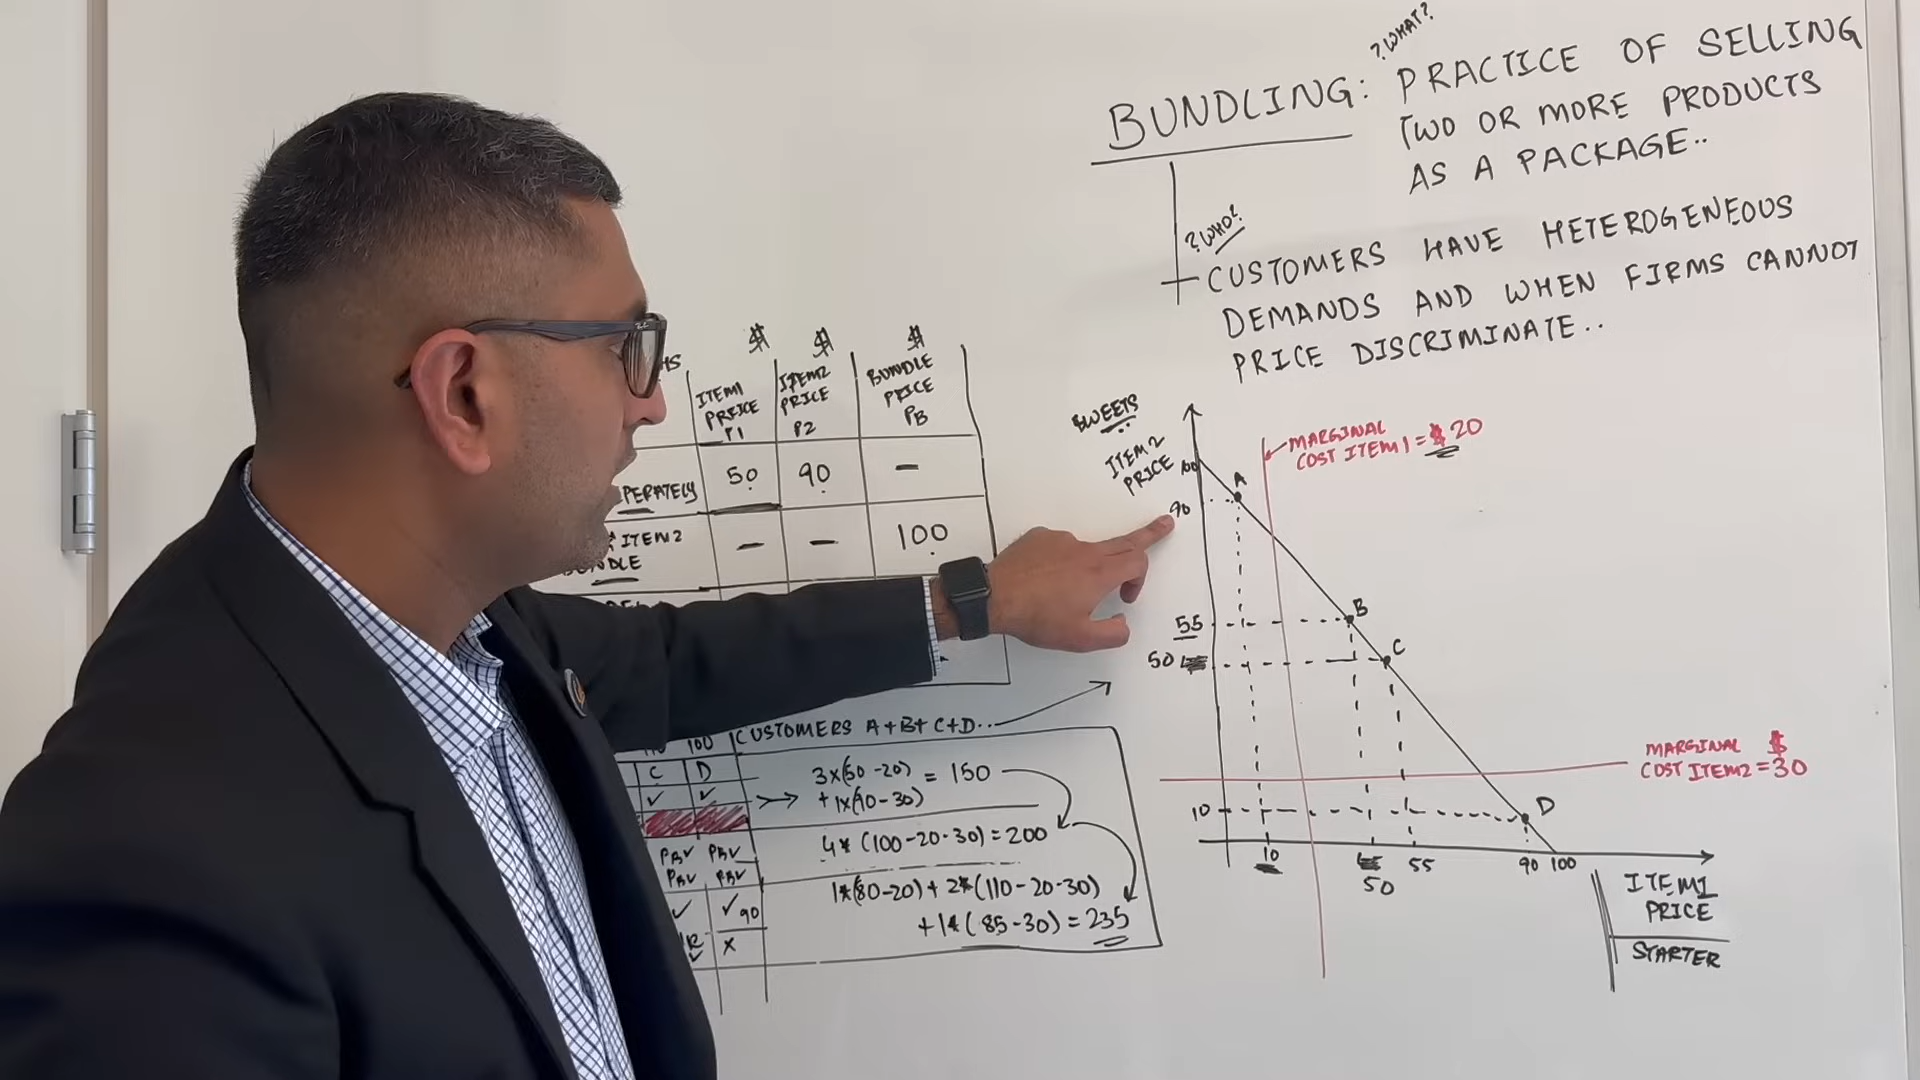 ?WHAT?
BUNDLING: PRACTICE OF SELLING
TWO OR MORE PRODUCTS
AS A PACKAGE..
?WHO?
CUSTOMERS HAVE HETEROGENEOUS
DEMANDS AND WHEN FIRMS CANNOT
PRICE DISCRIMINATE..
$ $ $
ITEM1 PRICE P1
ITEM2 PRICE P2
BUNDLE PRICE PB
50 90 -
ITEM2
- - 100
SWEETS
ITEM2
PRICE
100
90
55
50
10
A
B
C
D
MARGINAL
COST ITEM1 = $20
MARGINAL $
COST ITEM2 = 30
10
50
55
90 100
ITEM1
PRICE
STARTER
100
CUSTOMERS A+B+C+D..
C D
✓ ✓
3x(50-20) = 150
+1x(90-30)
4* (100-20-30) = 200
PB✓ PB✓
PB✓ PB✓
1*(80-20) + 2*(110-20-30)
+1*(85-30) = 235
✓ ✓90
✓ X